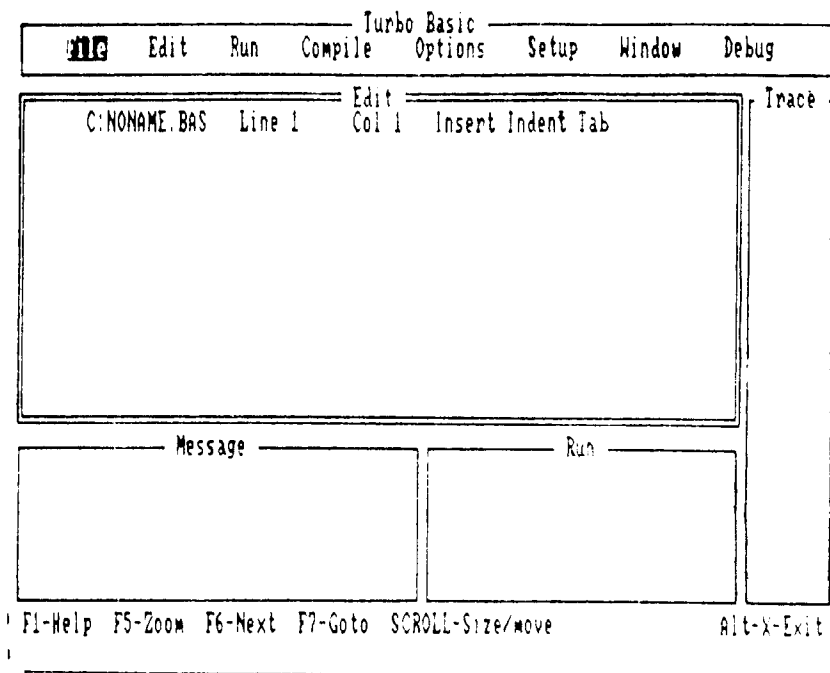 Turbo Basic
File Edit Run Compile Options Setup Window Debug
Edit
Trace
C:NONAME.BAS Line 1 Col 1 Insert Indent Tab
Message
Run
F1-Help F5-Zoom F6-Next F7-Goto SCROLL-Size/move Alt-X-Exit